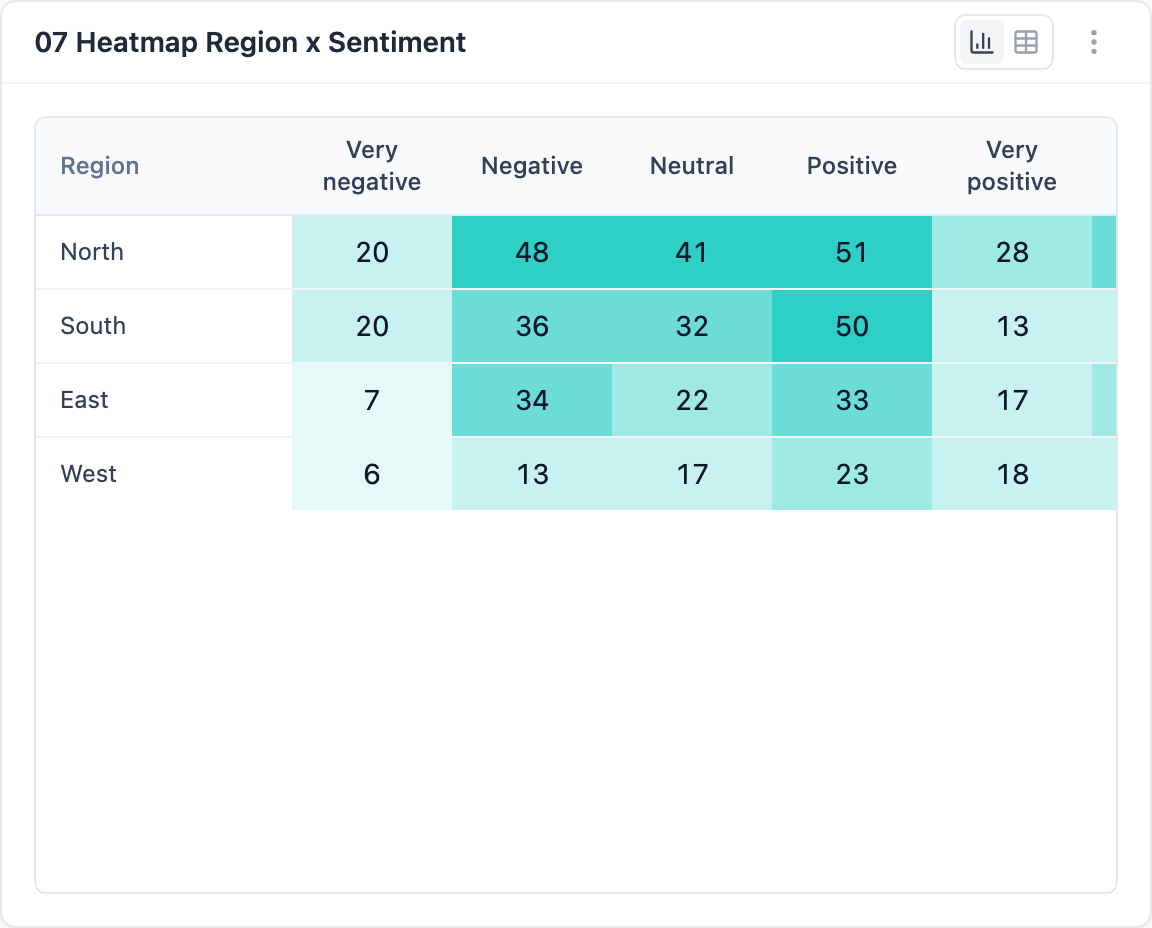 07 Heatmap Region x Sentiment
Region Very negative Negative Neutral Positive Very positive
North 20 48 41 51 28
South 20 36 32 50 13
East 7 34 22 33 17
West 6 13 17 23 18